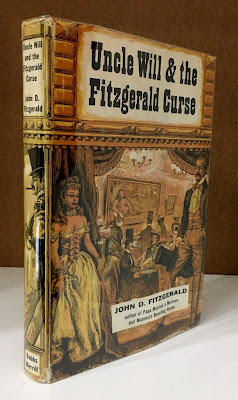 Uncle Will
and the
Fitzgerald
Curse
John D.
Fitzgerald
Bobbs
Merrill
Uncle Will & the
Fitzgerald Curse
JOHN D. FITZGERALD
author of Papa Married a Mormon
and Mamma's Boarding House